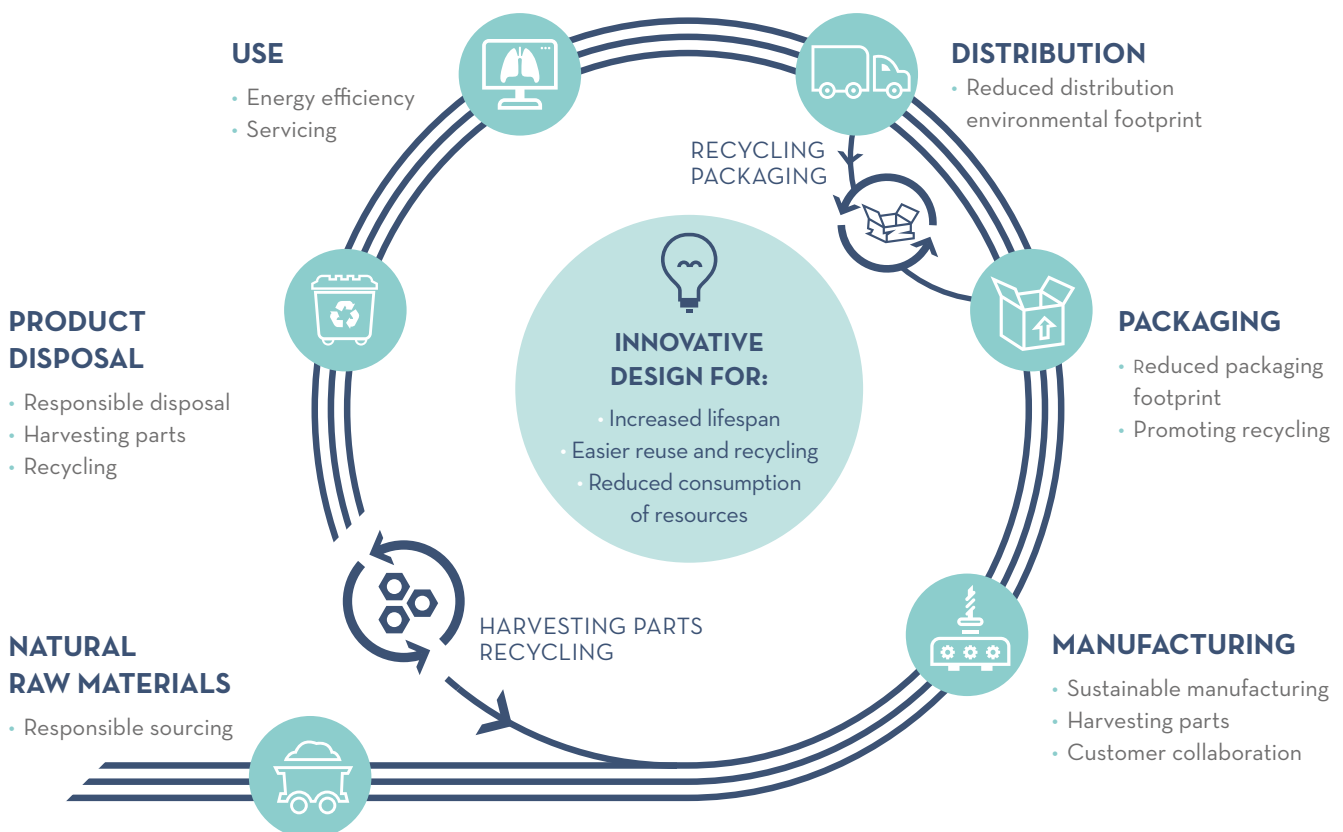 USE
• Energy efficiency
• Servicing
DISTRIBUTION
• Reduced distribution
environmental footprint
RECYCLING
PACKAGING
INNOVATIVE
DESIGN FOR:
• Increased lifespan
• Easier reuse and recycling
• Reduced consumption
of resources
PRODUCT
DISPOSAL
• Responsible disposal
• Harvesting parts
• Recycling
PACKAGING
• Reduced packaging
footprint
• Promoting recycling
HARVESTING PARTS
RECYCLING
NATURAL
RAW MATERIALS
• Responsible sourcing
MANUFACTURING
• Sustainable manufacturing
• Harvesting parts
• Customer collaboration